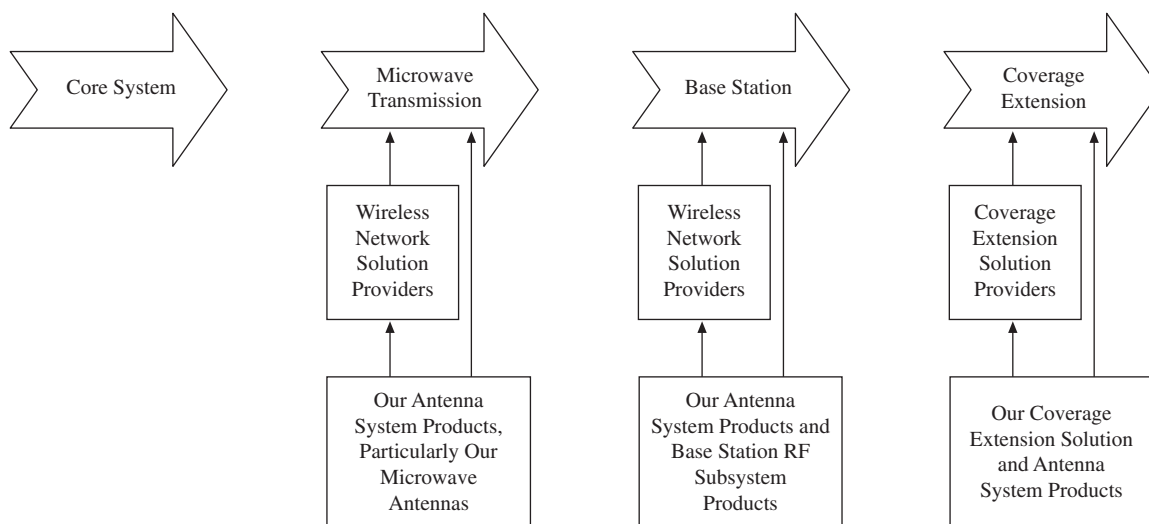 Core System
Microwave
Transmission
Base Station
Coverage
Extension
Wireless
Network
Solution
Providers
Wireless
Network
Solution
Providers
Coverage
Extension
Solution
Providers
Our Antenna
System Products,
Particularly Our
Microwave
Antennas
Our Antenna
System Products and
Base Station RF
Subsystem
Products
Our Coverage
Extension Solution
and Antenna
System Products